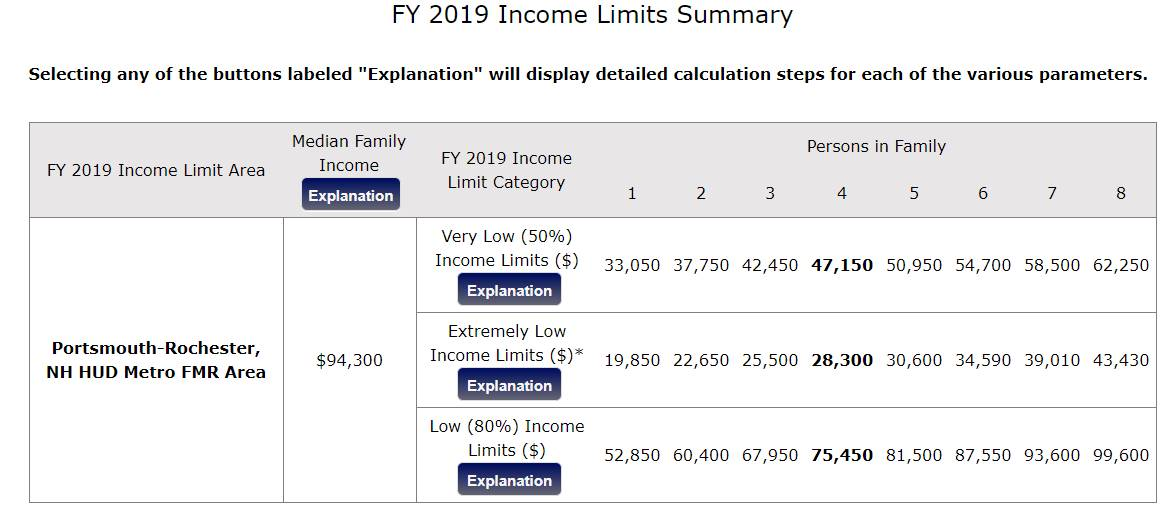 FY 2019 Income Limits Summary
Selecting any of the buttons labeled "Explanation" will display detailed calculation steps for each of the various parameters.
FY 2019 Income Limit Area
Median Family
Income
Explanation
FY 2019 Income
Limit Category
Persons in Family
1 2 3 4 5 6 7 8
Portsmouth-Rochester,
NH HUD Metro FMR Area
$94,300
Very Low (50%)
Income Limits ($)
Explanation
33,050 37,750 42,450 47,150 50,950 54,700 58,500 62,250
Extremely Low
Income Limits ($)*
Explanation
19,850 22,650 25,500 28,300 30,600 34,590 39,010 43,430
Low (80%) Income
Limits ($)
Explanation
52,850 60,400 67,950 75,450 81,500 87,550 93,600 99,600